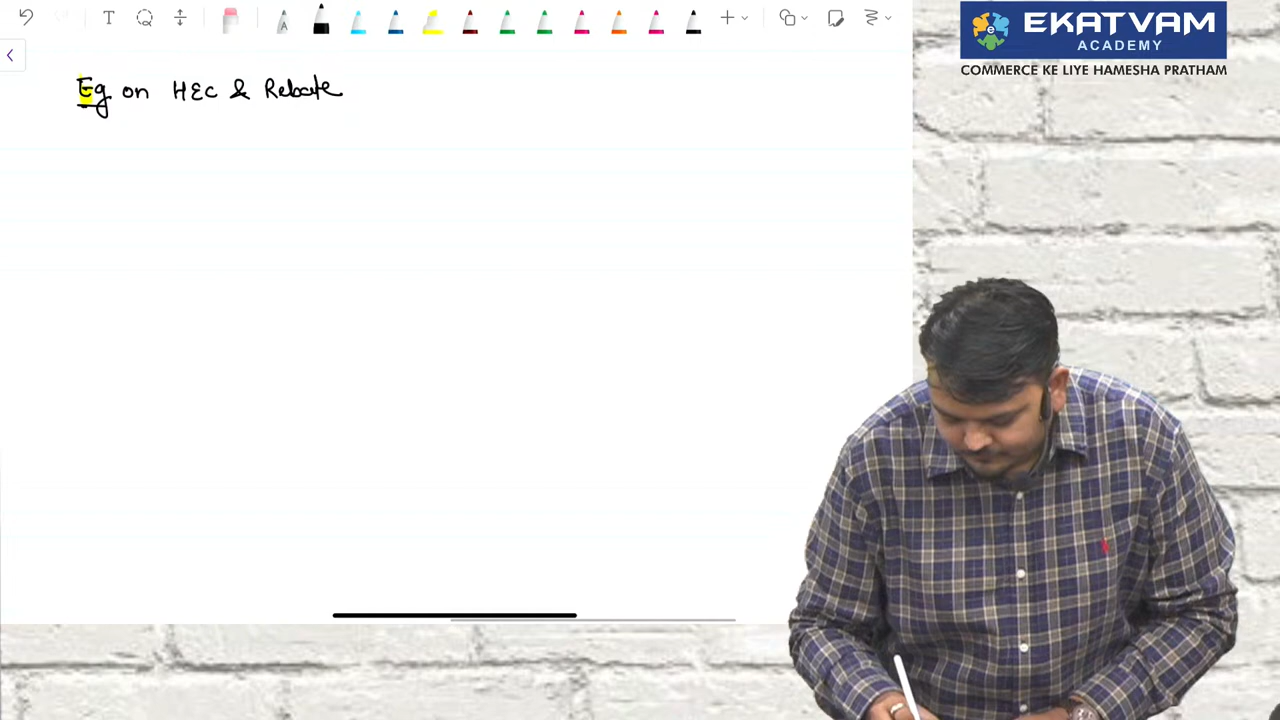 EKATVAM
ACADEMY
COMMERCE KE LIYE HAMESHA PRATHAM
Eg on HEC & Rebate